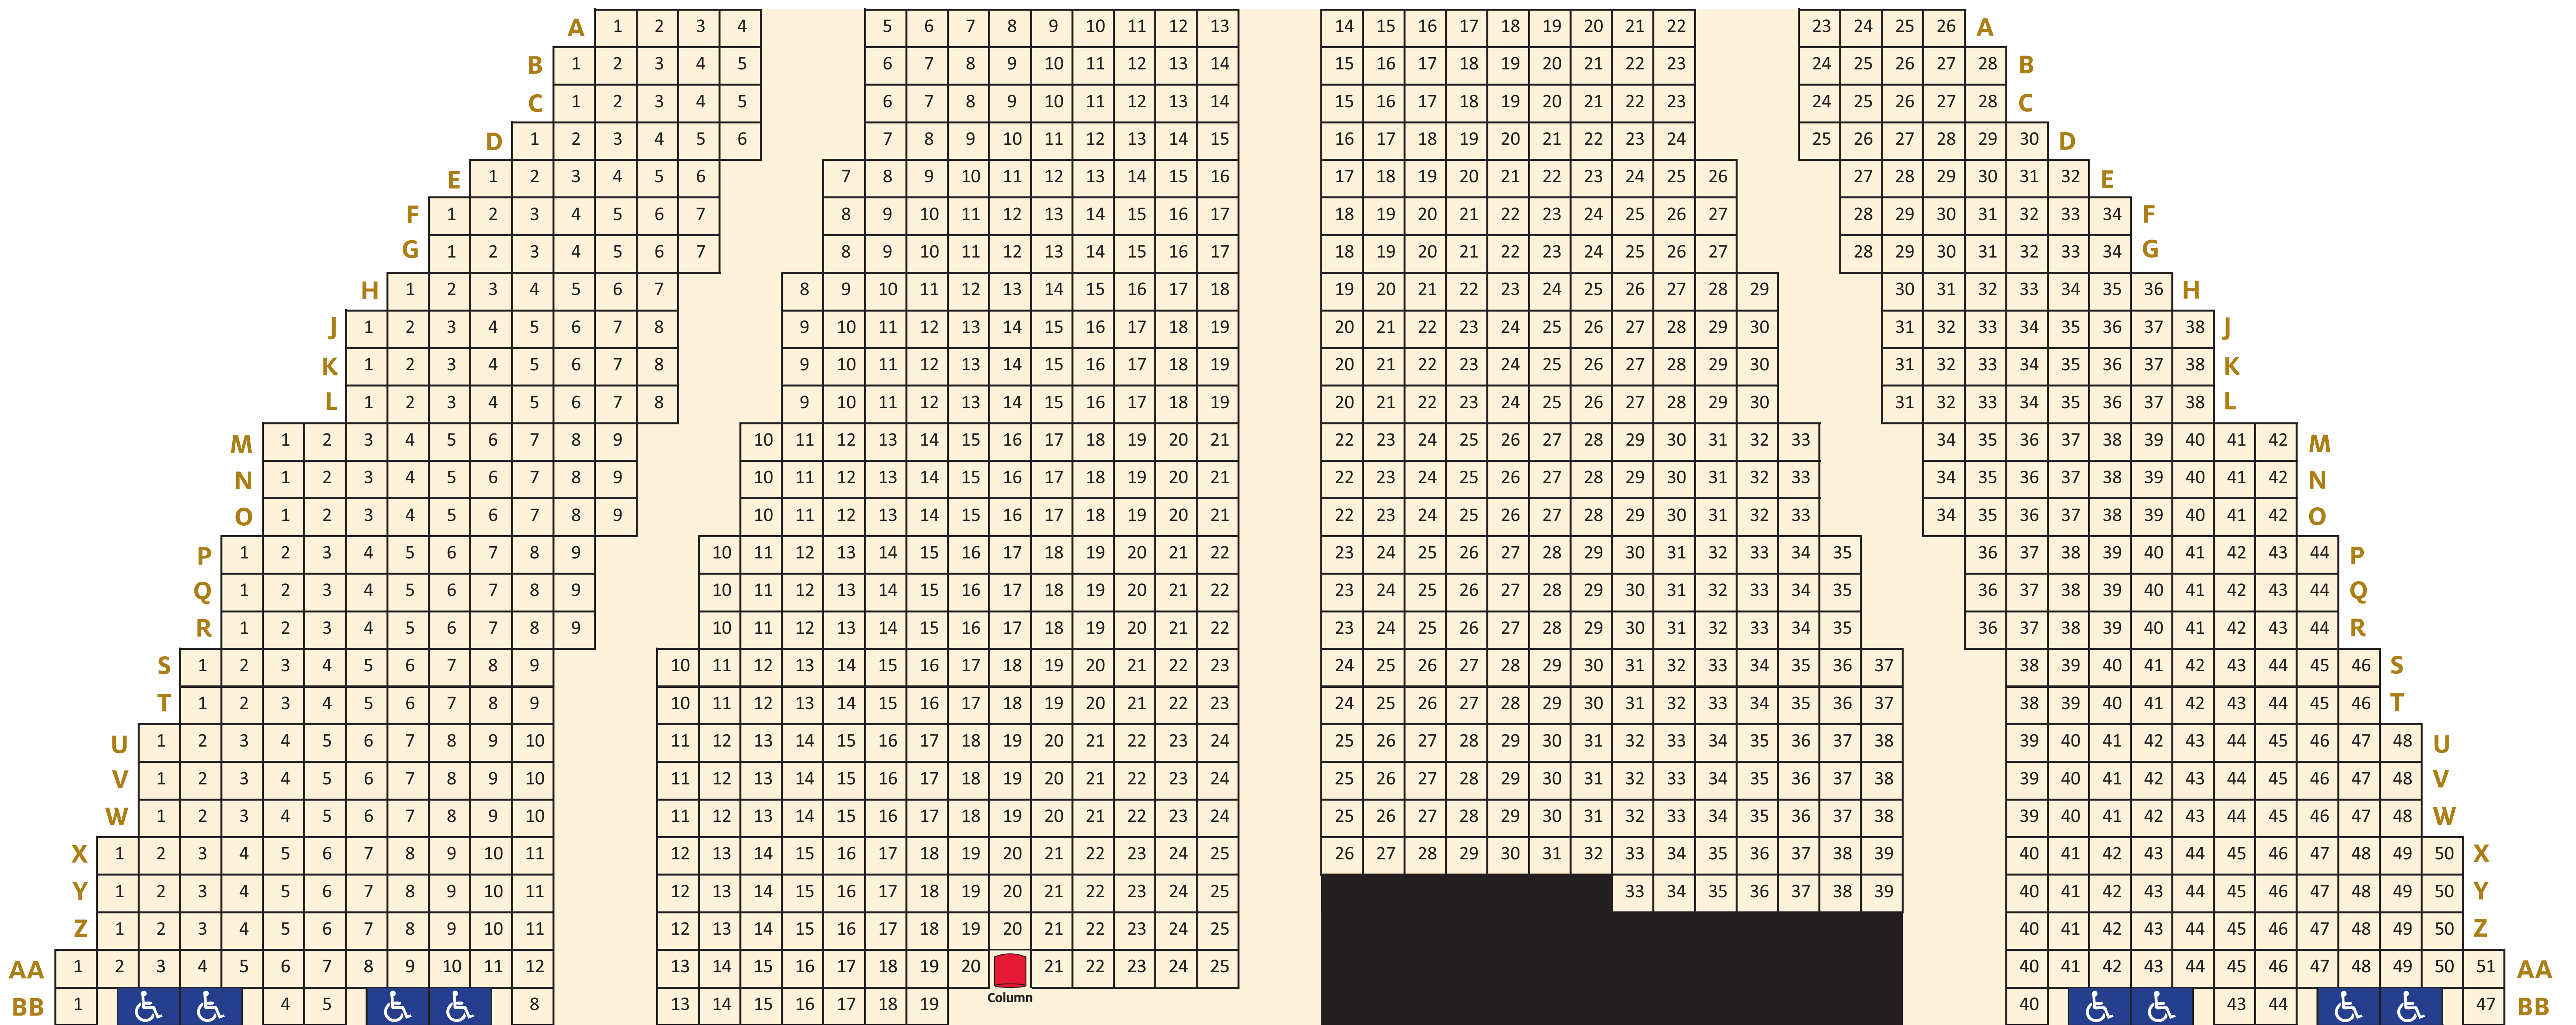 A 1 2 3 4 5 6 7 8 9 10 11 12 13 14 15 16 17 18 19 20 21 22 23 24 25 26 A
B 1 2 3 4 5 6 7 8 9 10 11 12 13 14 15 16 17 18 19 20 21 22 23 24 25 26 27 28 B
C 1 2 3 4 5 6 7 8 9 10 11 12 13 14 15 16 17 18 19 20 21 22 23 24 25 26 27 28 C
D 1 2 3 4 5 6 7 8 9 10 11 12 13 14 15 16 17 18 19 20 21 22 23 24 25 26 27 28 29 30 D
E 1 2 3 4 5 6 7 8 9 10 11 12 13 14 15 16 17 18 19 20 21 22 23 24 25 26 27 28 29 30 31 32 E
F 1 2 3 4 5 6 7 8 9 10 11 12 13 14 15 16 17 18 19 20 21 22 23 24 25 26 27 28 29 30 31 32 33 34 F
G 1 2 3 4 5 6 7 8 9 10 11 12 13 14 15 16 17 18 19 20 21 22 23 24 25 26 27 28 29 30 31 32 33 34 G
H 1 2 3 4 5 6 7 8 9 10 11 12 13 14 15 16 17 18 19 20 21 22 23 24 25 26 27 28 29 30 31 32 33 34 35 36 H
J 1 2 3 4 5 6 7 8 9 10 11 12 13 14 15 16 17 18 19 20 21 22 23 24 25 26 27 28 29 30 31 32 33 34 35 36 37 38 J
K 1 2 3 4 5 6 7 8 9 10 11 12 13 14 15 16 17 18 19 20 21 22 23 24 25 26 27 28 29 30 31 32 33 34 35 36 37 38 K
L 1 2 3 4 5 6 7 8 9 10 11 12 13 14 15 16 17 18 19 20 21 22 23 24 25 26 27 28 29 30 31 32 33 34 35 36 37 38 L
M 1 2 3 4 5 6 7 8 9 10 11 12 13 14 15 16 17 18 19 20 21 22 23 24 25 26 27 28 29 30 31 32 33 34 35 36 37 38 39 40 41 42 M
N 1 2 3 4 5 6 7 8 9 10 11 12 13 14 15 16 17 18 19 20 21 22 23 24 25 26 27 28 29 30 31 32 33 34 35 36 37 38 39 40 41 42 N
O 1 2 3 4 5 6 7 8 9 10 11 12 13 14 15 16 17 18 19 20 21 22 23 24 25 26 27 28 29 30 31 32 33 34 35 36 37 38 39 40 41 42 O
P 1 2 3 4 5 6 7 8 9 10 11 12 13 14 15 16 17 18 19 20 21 22 23 24 25 26 27 28 29 30 31 32 33 34 35 36 37 38 39 40 41 42 43 44 P
Q 1 2 3 4 5 6 7 8 9 10 11 12 13 14 15 16 17 18 19 20 21 22 23 24 25 26 27 28 29 30 31 32 33 34 35 36 37 38 39 40 41 42 43 44 Q
R 1 2 3 4 5 6 7 8 9 10 11 12 13 14 15 16 17 18 19 20 21 22 23 24 25 26 27 28 29 30 31 32 33 34 35 36 37 38 39 40 41 42 43 44 R
S 1 2 3 4 5 6 7 8 9 10 11 12 13 14 15 16 17 18 19 20 21 22 23 24 25 26 27 28 29 30 31 32 33 34 35 36 37 38 39 40 41 42 43 44 45 46 S
T 1 2 3 4 5 6 7 8 9 10 11 12 13 14 15 16 17 18 19 20 21 22 23 24 25 26 27 28 29 30 31 32 33 34 35 36 37 38 39 40 41 42 43 44 45 46 T
U 1 2 3 4 5 6 7 8 9 10 11 12 13 14 15 16 17 18 19 20 21 22 23 24 25 26 27 28 29 30 31 32 33 34 35 36 37 38 39 40 41 42 43 44 45 46 47 48 U
V 1 2 3 4 5 6 7 8 9 10 11 12 13 14 15 16 17 18 19 20 21 22 23 24 25 26 27 28 29 30 31 32 33 34 35 36 37 38 39 40 41 42 43 44 45 46 47 48 V
W 1 2 3 4 5 6 7 8 9 10 11 12 13 14 15 16 17 18 19 20 21 22 23 24 25 26 27 28 29 30 31 32 33 34 35 36 37 38 39 40 41 42 43 44 45 46 47 48 W
X 1 2 3 4 5 6 7 8 9 10 11 12 13 14 15 16 17 18 19 20 21 22 23 24 25 26 27 28 29 30 31 32 33 34 35 36 37 38 39 40 41 42 43 44 45 46 47 48 49 50 X
Y 1 2 3 4 5 6 7 8 9 10 11 12 13 14 15 16 17 18 19 20 21 22 23 24 25 33 34 35 36 37 38 39 40 41 42 43 44 45 46 47 48 49 50 Y
Z 1 2 3 4 5 6 7 8 9 10 11 12 13 14 15 16 17 18 19 20 21 22 23 24 25 40 41 42 43 44 45 46 47 48 49 50 Z
AA 1 2 3 4 5 6 7 8 9 10 11 12 13 14 15 16 17 18 19 20 21 22 23 24 25 40 41 42 43 44 45 46 47 48 49 50 51 AA
Column
BB 1 4 5 8 13 14 15 16 17 18 19 40 43 44 47 BB